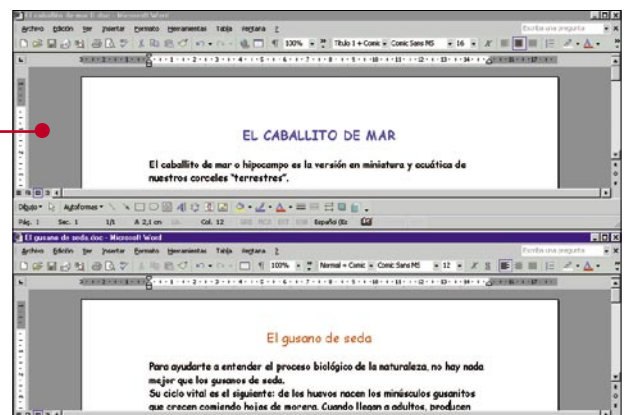 El caballito de mar II.doc - Microsoft Word
Archivo Edición Ver Insertar Formato Herramientas Tabla Ventana ?
Escriba una pregunta
100% Título 1 + Comic Comic Sans MS 16
EL CABALLITO DE MAR
El caballito de mar o hipocampo es la versión en miniatura y acuática de
nuestros corceles "terrestres".
Dibujo Autoformas
Pág. 1 Sec. 1 1/1 A 2,1 cm Col. 12 Español (Es
El gusano de seda.doc - Microsoft Word
Archivo Edición Ver Insertar Formato Herramientas Tabla Ventana ?
Escriba una pregunta
100% Normal + Comic Comic Sans MS 12
El gusano de seda
Para ayudarte a entender el proceso biológico de la naturaleza, no hay nada
mejor que los gusanos de seda.
Su ciclo vital es el siguiente: de los huevos nacen los minúsculos gusanitos
que crecen comiendo hojas de morera. Cuando llegan a adultos, producen